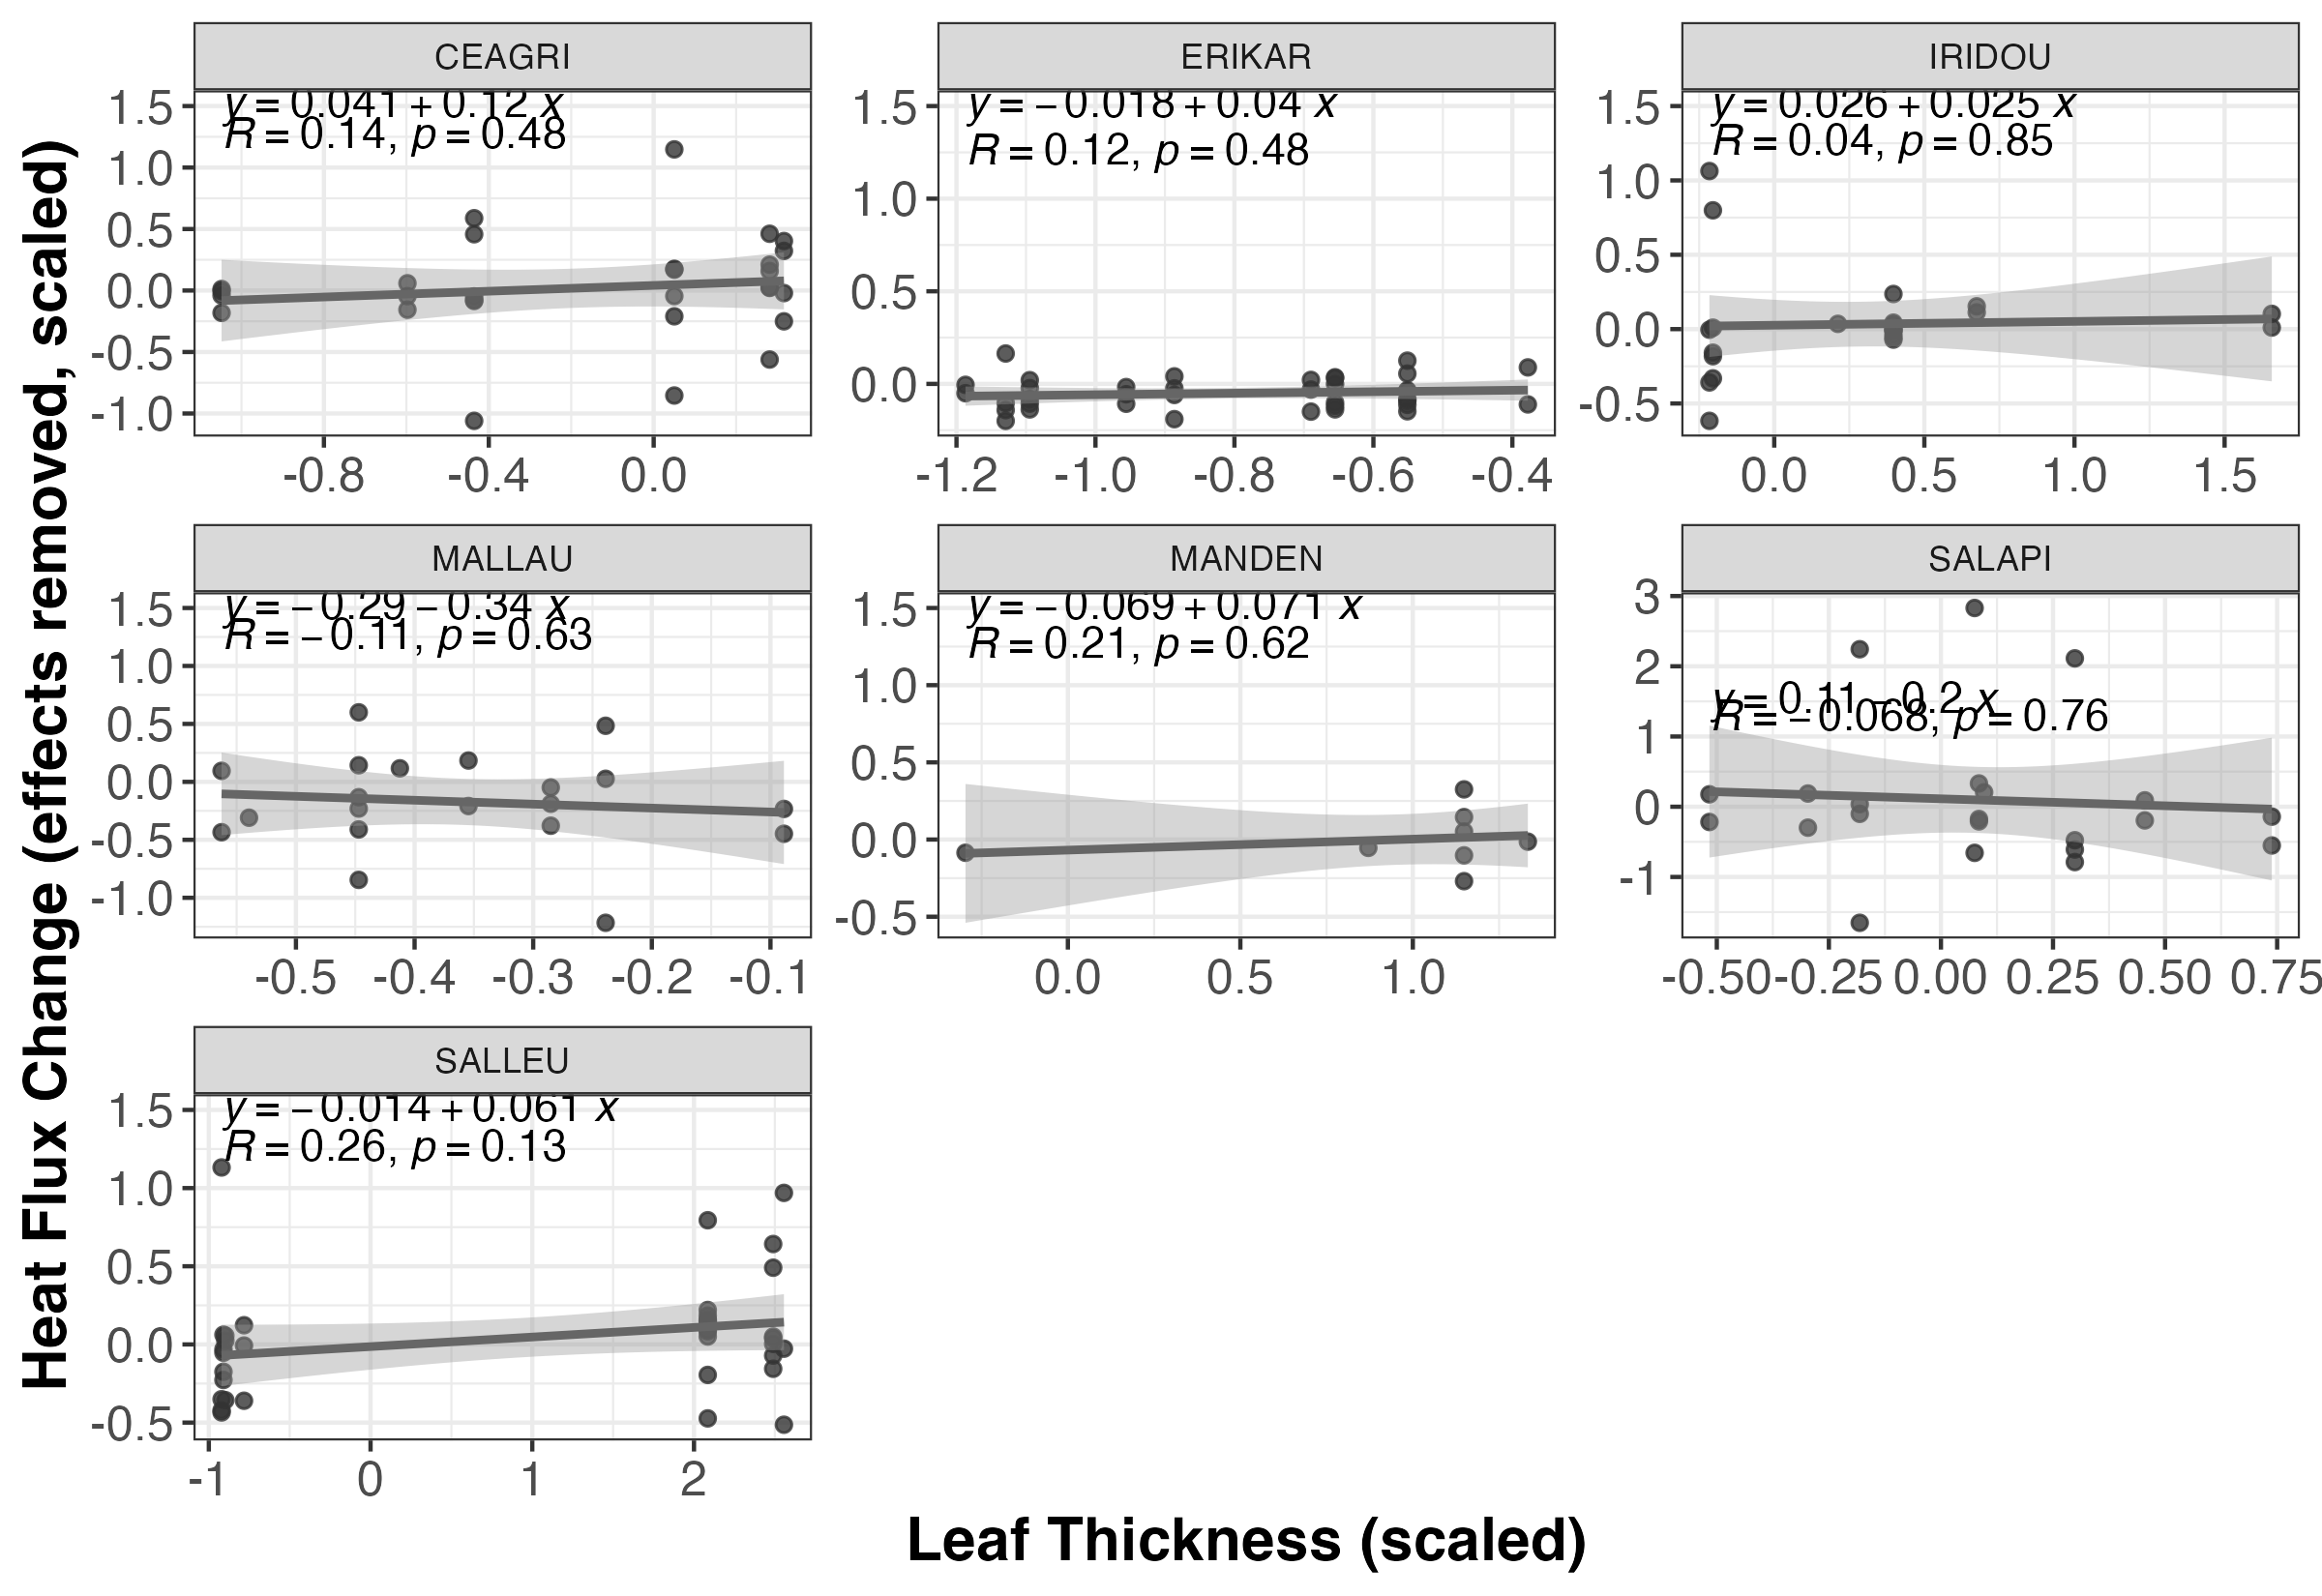 Heat Flux Change (effects removed, scaled)
CEAGRI
y = 0.041 + 0.12 x
R = 0.14, p = 0.48
1.5
1.0
0.5
0.0
-0.5
-1.0
-0.8 -0.4 0.0
ERIKAR
y = −0.018 + 0.04 x
R = 0.12, p = 0.48
1.5
1.0
0.5
0.0
-1.2 -1.0 -0.8 -0.6 -0.4
IRIDOU
y = 0.026 + 0.025 x
R = 0.04, p = 0.85
1.5
1.0
0.5
0.0
-0.5
0.0 0.5 1.0 1.5
MALLAU
y = −0.29 − 0.34 x
R = −0.11, p = 0.63
1.5
1.0
0.5
0.0
-0.5
-1.0
-0.5 -0.4 -0.3 -0.2 -0.1
MANDEN
y = −0.069 + 0.071 x
R = 0.21, p = 0.62
1.5
1.0
0.5
0.0
-0.5
0.0 0.5 1.0
SALAPI
y = 0.11 − 0.2 x
R = −0.068, p = 0.76
3
2
1
0
-1
-0.50 -0.25 0.00 0.25 0.50 0.75
SALLEU
y = −0.014 + 0.061 x
R = 0.26, p = 0.13
1.5
1.0
0.5
0.0
-0.5
-1 0 1 2
Leaf Thickness (scaled)